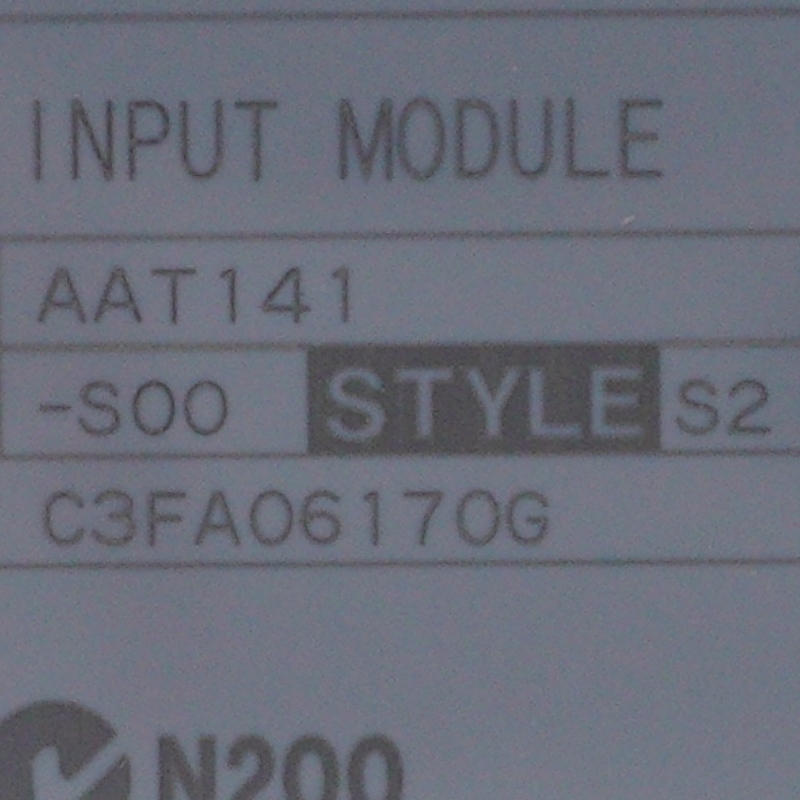 INPUT MODULE
AAT141
-S00 STYLE S2
C3FA06170G
N200